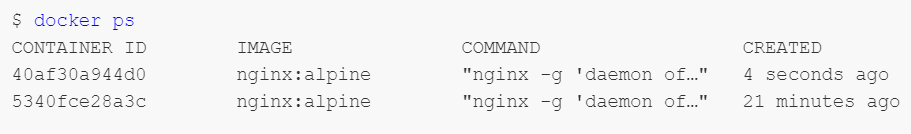 $ docker ps
CONTAINER ID IMAGE COMMAND CREATED
40af30a944d0 nginx:alpine "nginx -g 'daemon of…" 4 seconds ago
5340fce28a3c nginx:alpine "nginx -g 'daemon of…" 21 minutes ago